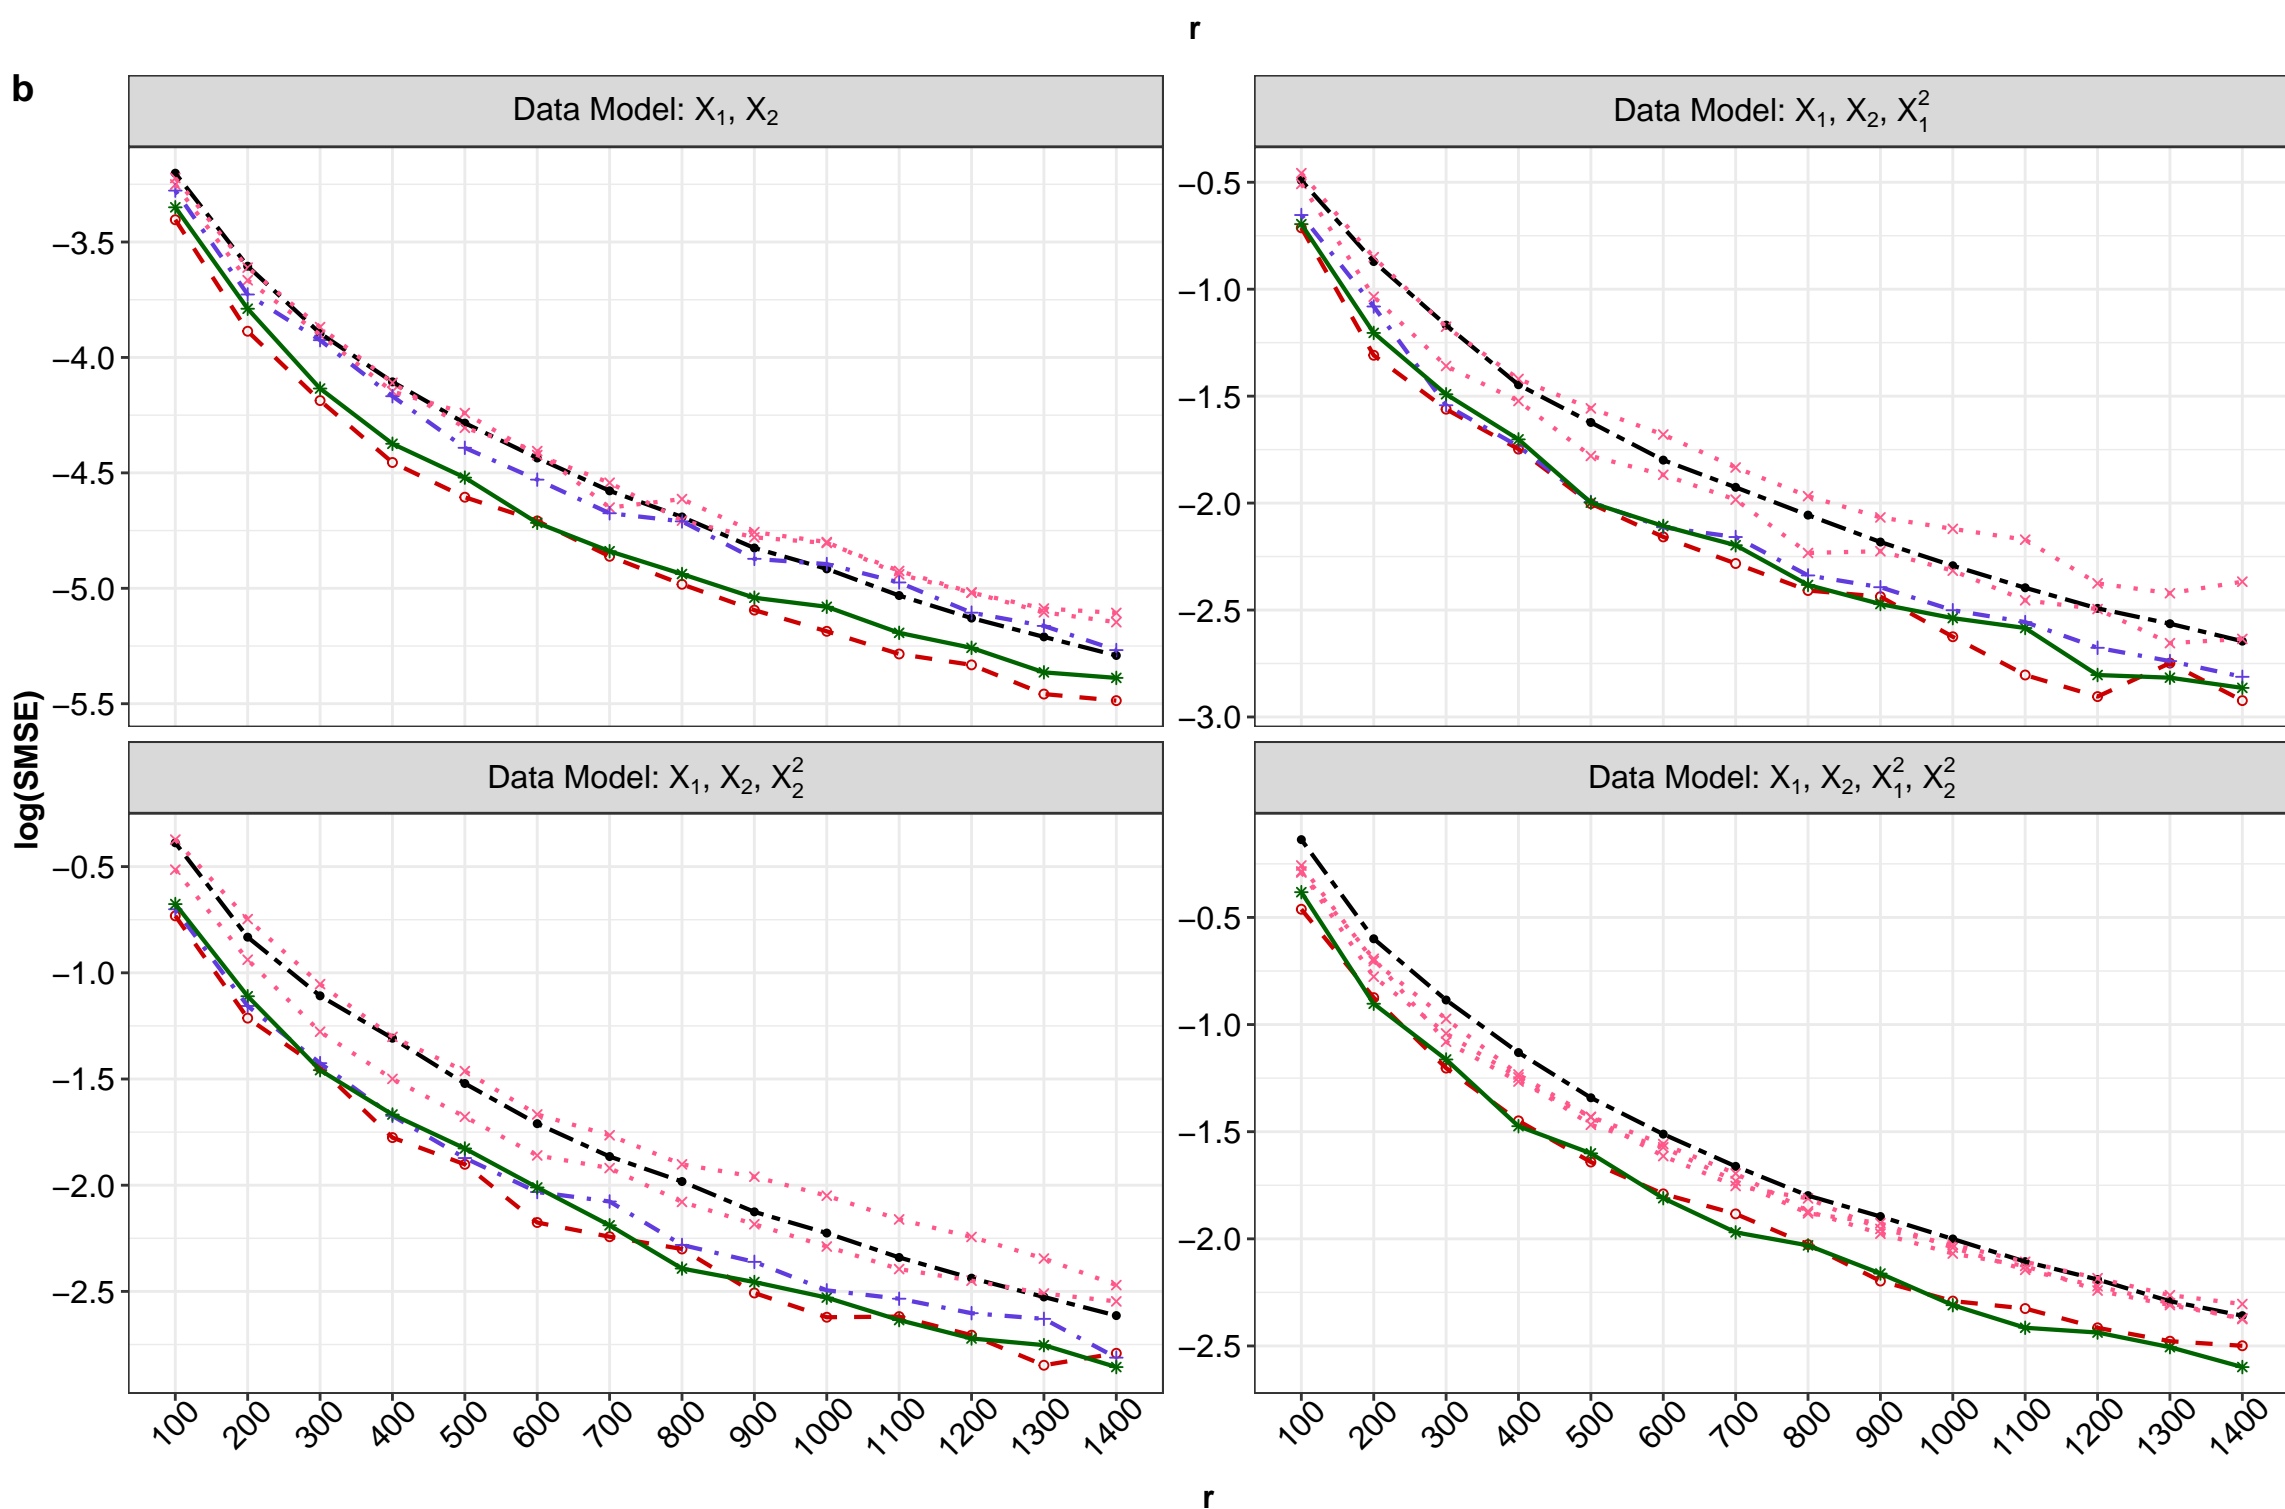 r
b
Data Model: X₁, X₂
Data Model: X₁, X₂, X₁²
−3.5
−4.0
−4.5
−5.0
−5.5
−0.5
−1.0
−1.5
−2.0
−2.5
−3.0
log(SMSE)
Data Model: X₁, X₂, X₂²
Data Model: X₁, X₂, X₁², X₂²
−0.5
−1.0
−1.5
−2.0
−2.5
−0.5
−1.0
−1.5
−2.0
−2.5
100 200 300 400 500 600 700 800 900 1000 1100 1200 1300 1400
100 200 300 400 500 600 700 800 900 1000 1100 1200 1300 1400
r